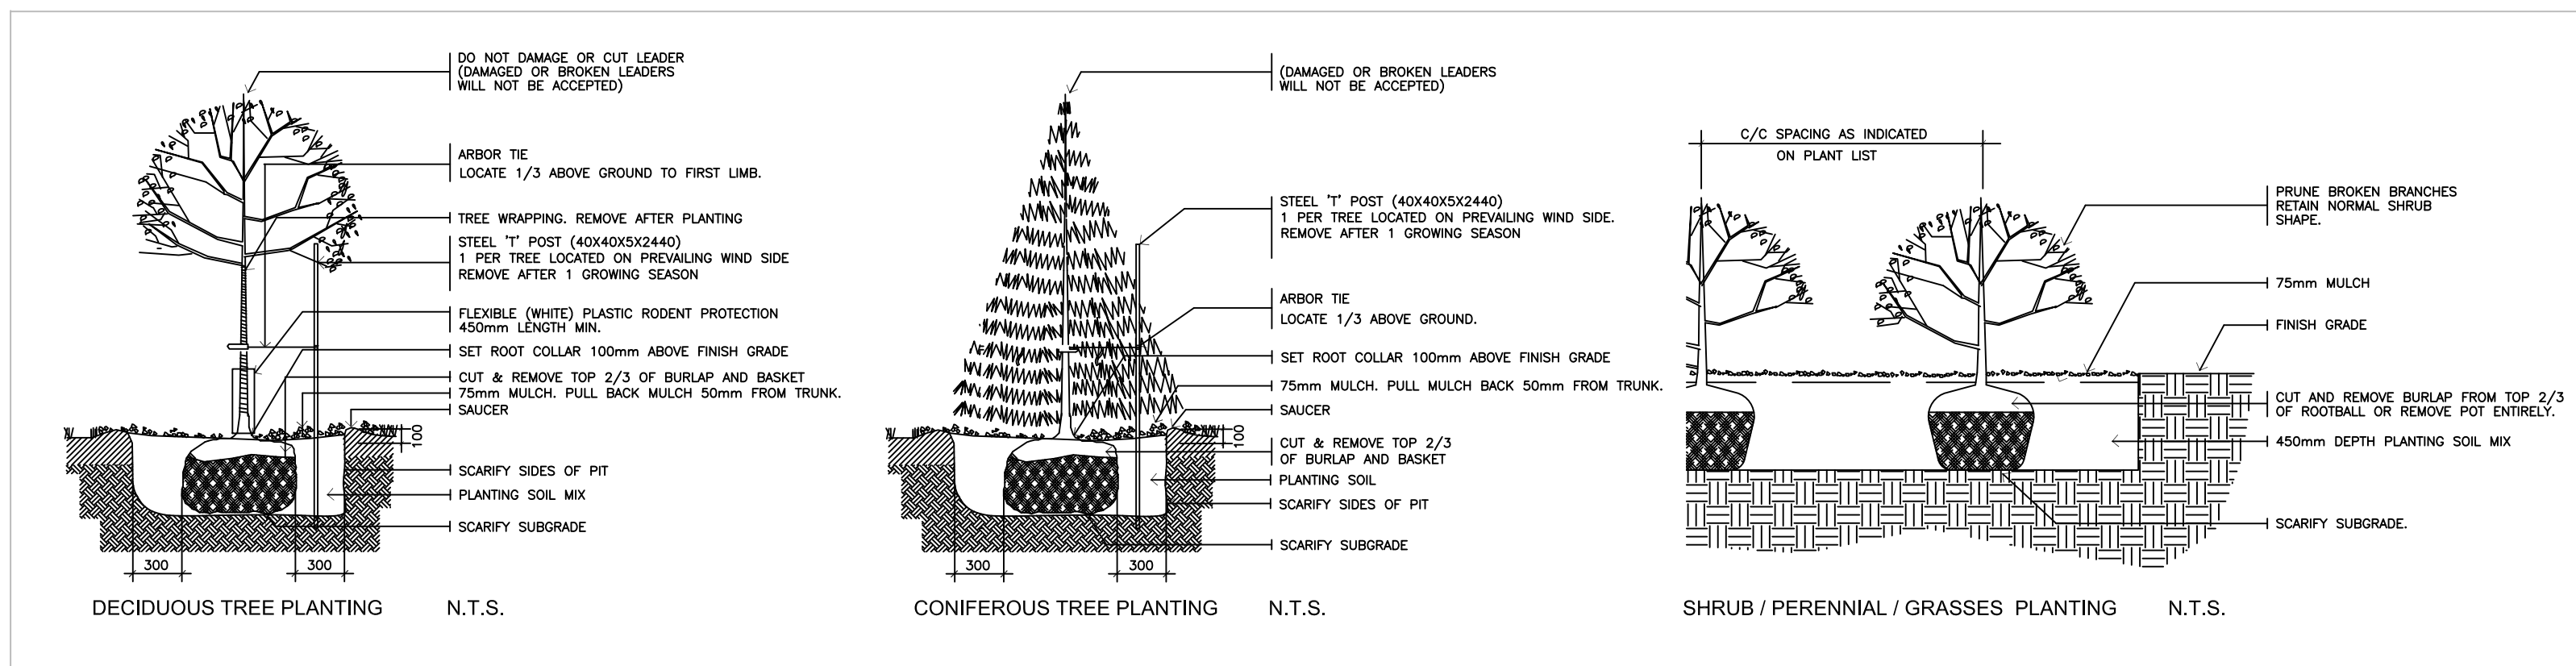 DO NOT DAMAGE OR CUT LEADER
(DAMAGED OR BROKEN LEADERS
WILL NOT BE ACCEPTED)
ARBOR TIE
LOCATE 1/3 ABOVE GROUND TO FIRST LIMB.
TREE WRAPPING. REMOVE AFTER PLANTING
STEEL 'T' POST (40X40X5X2440)
1 PER TREE LOCATED ON PREVAILING WIND SIDE
REMOVE AFTER 1 GROWING SEASON
FLEXIBLE (WHITE) PLASTIC RODENT PROTECTION
450mm LENGTH MIN.
SET ROOT COLLAR 100mm ABOVE FINISH GRADE
CUT & REMOVE TOP 2/3 OF BURLAP AND BASKET
75mm MULCH. PULL BACK MULCH 50mm FROM TRUNK.
SAUCER
100
SCARIFY SIDES OF PIT
PLANTING SOIL MIX
SCARIFY SUBGRADE
300
300
DECIDUOUS TREE PLANTING N.T.S.
(DAMAGED OR BROKEN LEADERS
WILL NOT BE ACCEPTED)
STEEL 'T' POST (40X40X5X2440)
1 PER TREE LOCATED ON PREVAILING WIND SIDE.
REMOVE AFTER 1 GROWING SEASON
ARBOR TIE
LOCATE 1/3 ABOVE GROUND.
SET ROOT COLLAR 100mm ABOVE FINISH GRADE
75mm MULCH. PULL MULCH BACK 50mm FROM TRUNK.
SAUCER
100
CUT & REMOVE TOP 2/3
OF BURLAP AND BASKET
PLANTING SOIL
SCARIFY SIDES OF PIT
SCARIFY SUBGRADE
300
300
CONIFEROUS TREE PLANTING N.T.S.
C/C SPACING AS INDICATED
ON PLANT LIST
PRUNE BROKEN BRANCHES
RETAIN NORMAL SHRUB
SHAPE.
75mm MULCH
FINISH GRADE
CUT AND REMOVE BURLAP FROM TOP 2/3
OF ROOTBALL OR REMOVE POT ENTIRELY.
450mm DEPTH PLANTING SOIL MIX
SCARIFY SUBGRADE.
SHRUB / PERENNIAL / GRASSES PLANTING N.T.S.